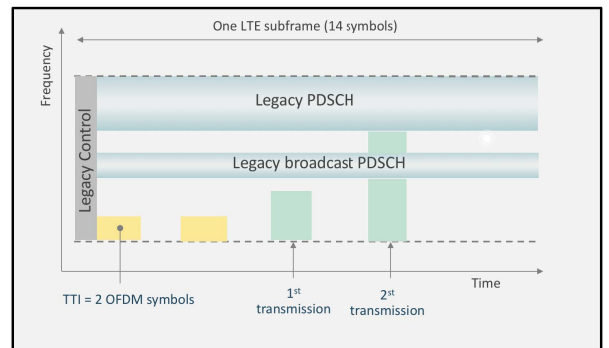 One LTE subframe (14 symbols)
Frequency
Legacy Control
Legacy PDSCH
Legacy broadcast PDSCH
Time
TTI = 2 OFDM symbols
1st
transmission
2st
transmission